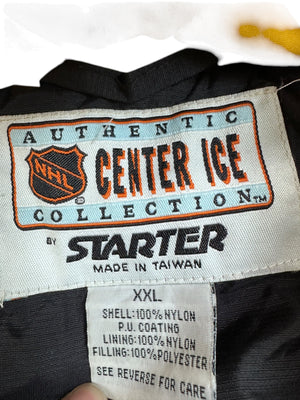 AUTHENTIC
NHL
®
CENTER ICE
COLLECTION™
BY STARTER
MADE IN TAIWAN
XXL
SHELL:100%NYLON
P.U. COATING
LINING:100%NYLON
FILLING:100%POLYESTER
SEE REVERSE FOR CARE